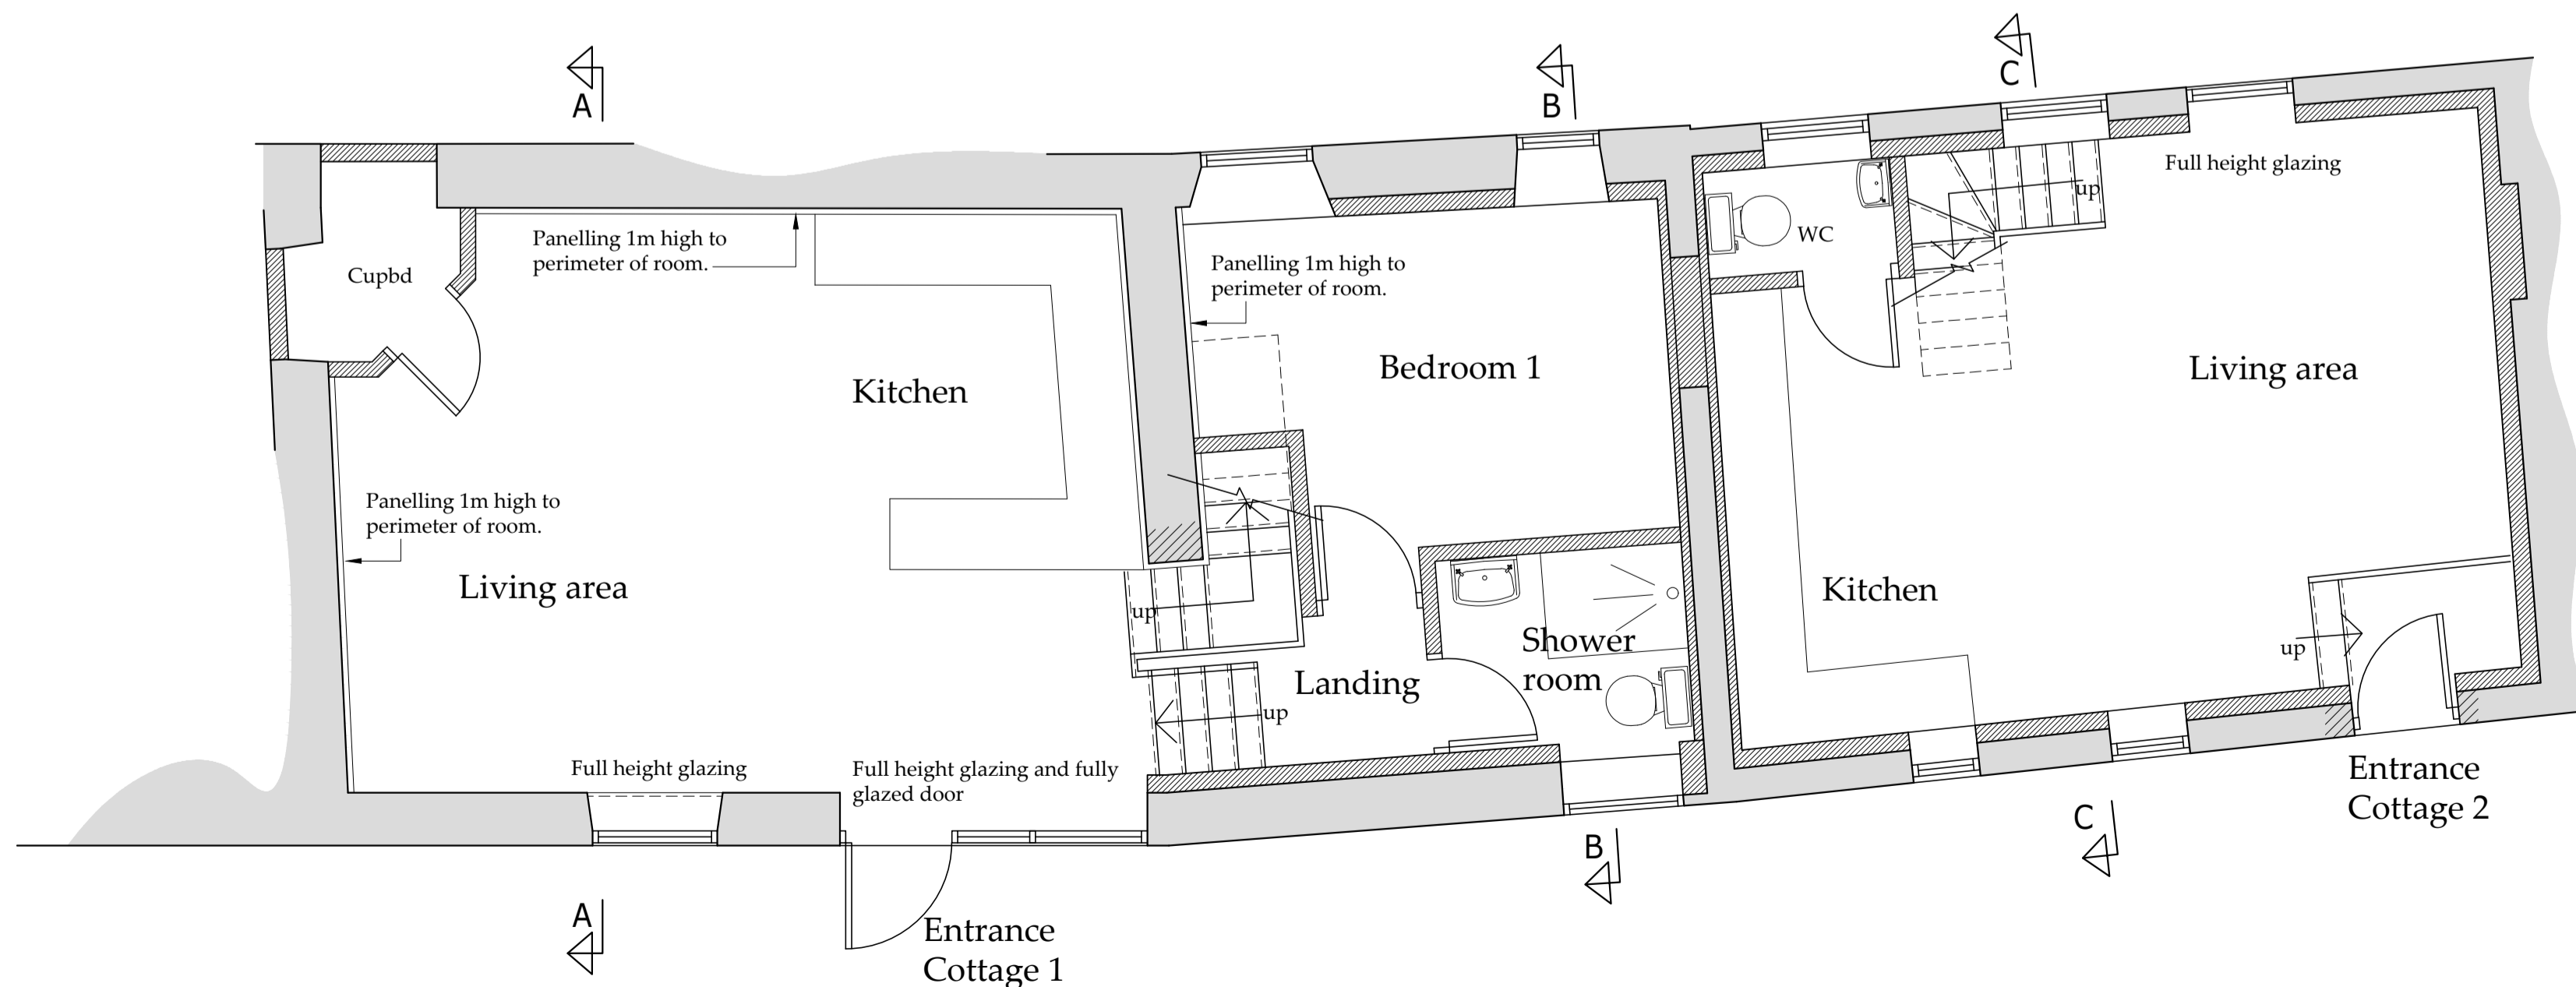 A
B
C
Full height glazing
up
Panelling 1m high to
perimeter of room.
WC
Cupbd
Panelling 1m high to
perimeter of room.
Bedroom 1
Living area
Kitchen
Panelling 1m high to
perimeter of room.
Living area
Kitchen
up
Shower
room
up
Landing
up
Full height glazing
Full height glazing and fully
glazed door
Entrance
Cottage 2
C
B
A
Entrance
Cottage 1